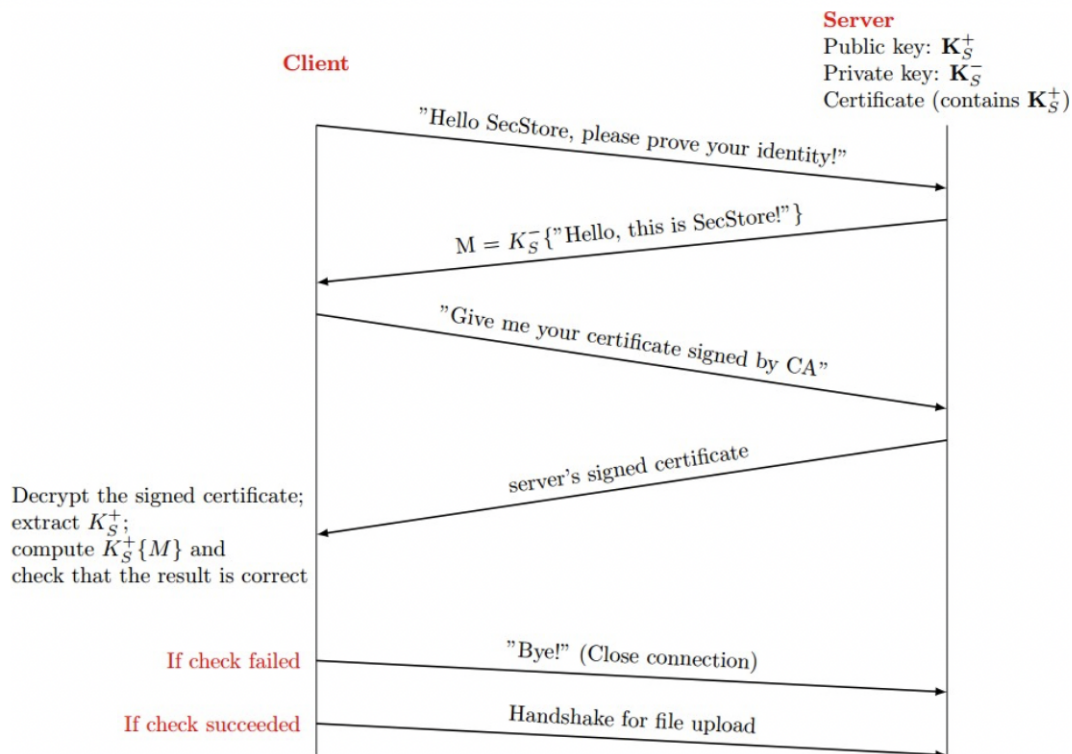 Server
Public key: K_S^+
Client
Private key: K_S^-
Certificate (contains K_S^+)
"Hello SecStore, please prove your identity!"
M = K_S^-{"Hello, this is SecStore!"}
"Give me your certificate signed by CA"
server's signed certificate
Decrypt the signed certificate;
extract K_S^+;
compute K_S^+{M} and
check that the result is correct
If check failed
"Bye!" (Close connection)
If check succeeded
Handshake for file upload